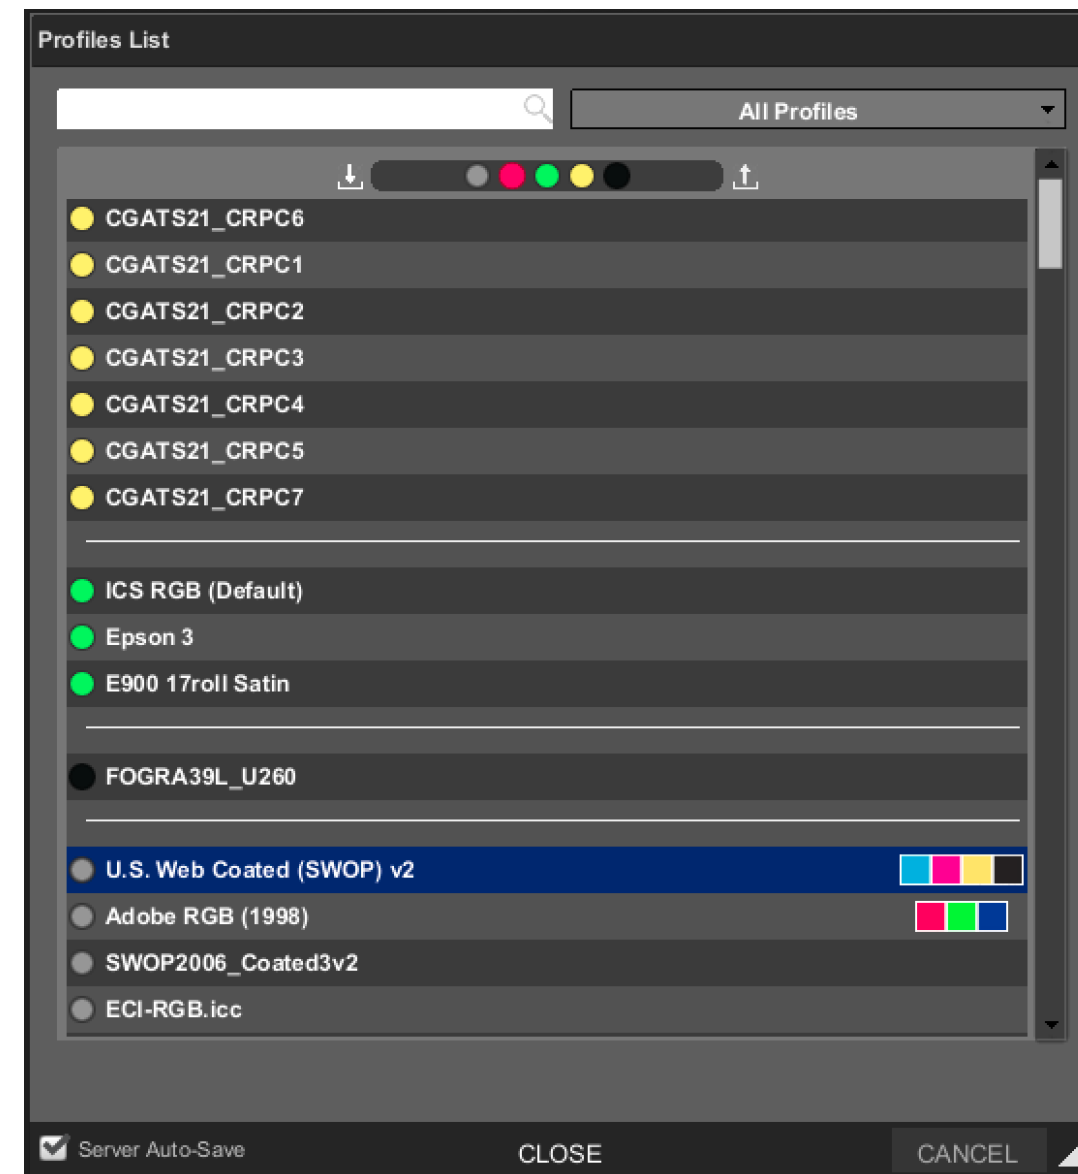 Profiles List
All Profiles
CGATS21_CRPC6
CGATS21_CRPC1
CGATS21_CRPC2
CGATS21_CRPC3
CGATS21_CRPC4
CGATS21_CRPC5
CGATS21_CRPC7
ICS RGB (Default)
Epson 3
E900 17roll Satin
FOGRA39L_U260
U.S. Web Coated (SWOP) v2
Adobe RGB (1998)
SWOP2006_Coated3v2
ECI-RGB.icc
Server Auto-Save CLOSE CANCEL